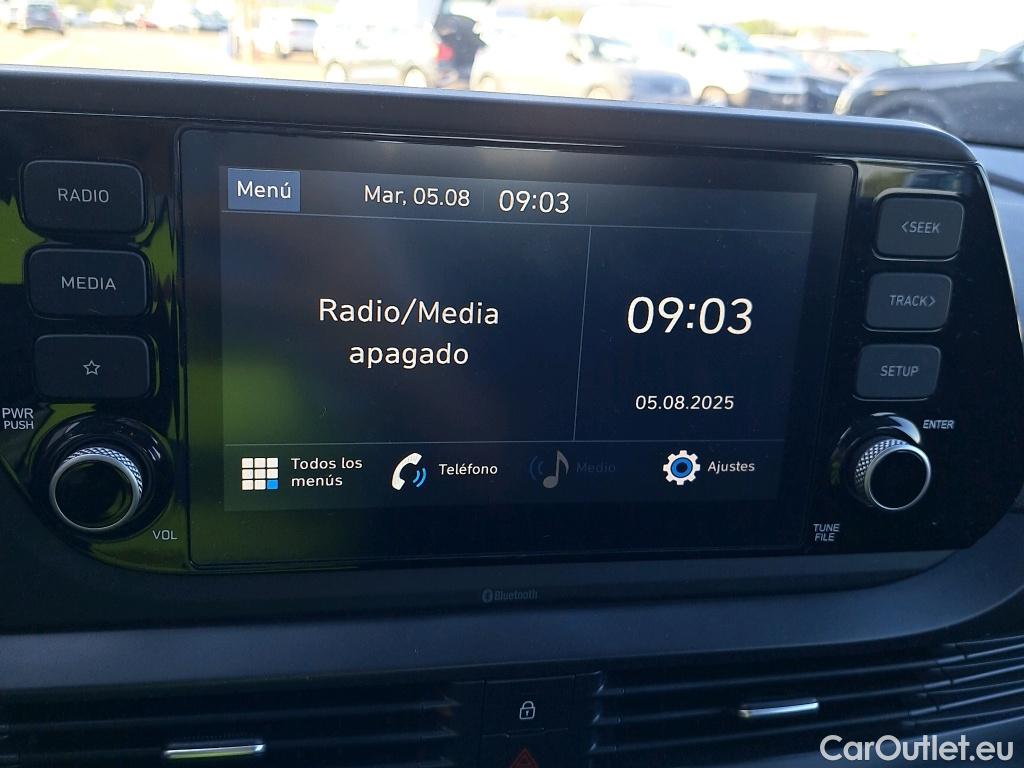 RADIO
MEDIA
PWR
PUSH
VOL
Menú
Mar, 05.08
09:03
Radio/Media
apagado
09:03
05.08.2025
Todos los
menús
Teléfono
Medio
Ajustes
<SEEK
TRACK>
SETUP
ENTER
TUNE
FILE
Bluetooth
CarOutlet.eu